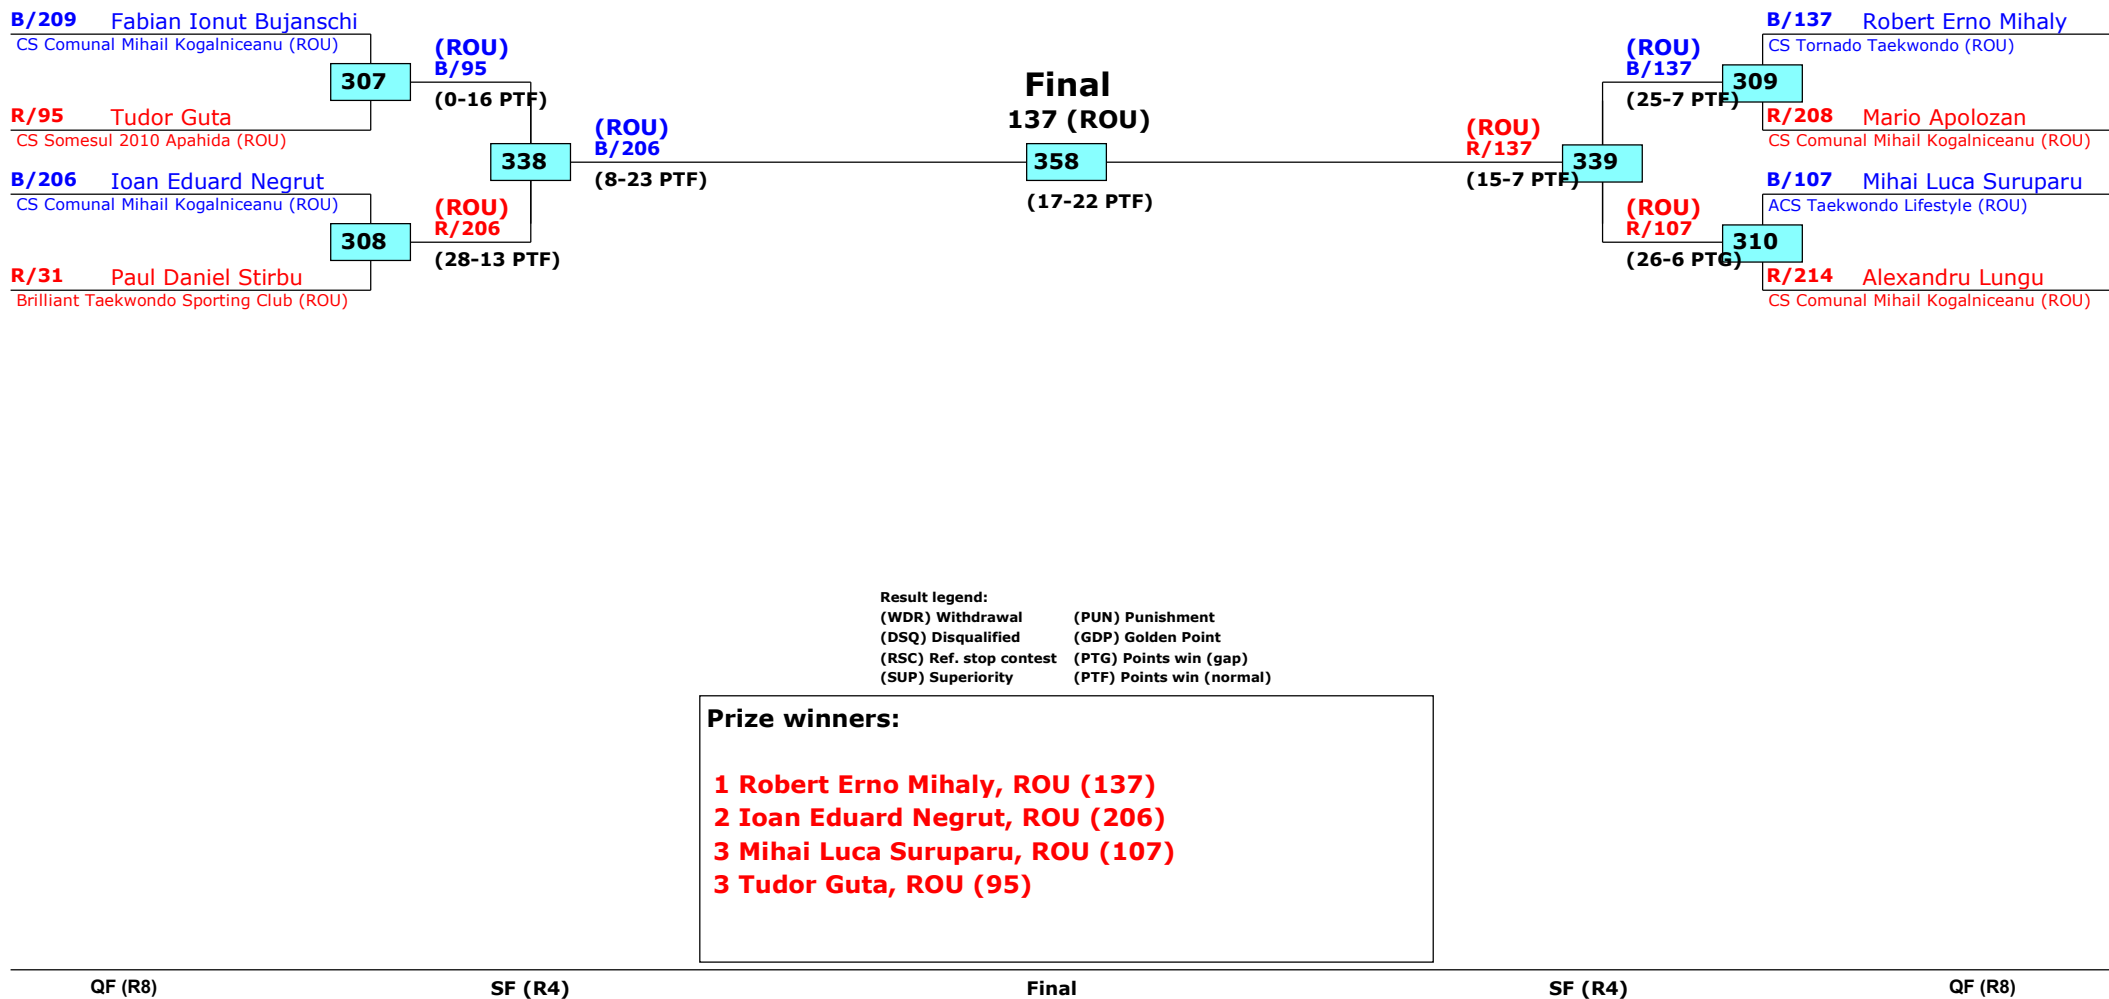 B/209 Fabian Ionut Bujanschi
CS Comunal Mihail Kogalniceanu (ROU)
307
R/95 Tudor Guta
CS Somesul 2010 Apahida (ROU)
B/206 Ioan Eduard Negrut
CS Comunal Mihail Kogalniceanu (ROU)
308
R/31 Paul Daniel Stirbu
Brilliant Taekwondo Sporting Club (ROU)
(ROU)
B/95
(0-16 PTF)
338
(ROU)
R/206
(28-13 PTF)
(ROU)
B/206
(8-23 PTF)
Final
137 (ROU)
358
(17-22 PTF)
(ROU)
R/137
(15-7 PTF)
339
(ROU)
B/137
(25-7 PTF)
(ROU)
R/107
(26-6 PTG)
B/137 Robert Erno Mihaly
CS Tornado Taekwondo (ROU)
309
R/208 Mario Apolozan
CS Comunal Mihail Kogalniceanu (ROU)
B/107 Mihai Luca Suruparu
ACS Taekwondo Lifestyle (ROU)
310
R/214 Alexandru Lungu
CS Comunal Mihail Kogalniceanu (ROU)
Result legend:
(WDR) Withdrawal (PUN) Punishment
(DSQ) Disqualified (GDP) Golden Point
(RSC) Ref. stop contest (PTG) Points win (gap)
(SUP) Superiority (PTF) Points win (normal)
Prize winners:
1 Robert Erno Mihaly, ROU (137)
2 Ioan Eduard Negrut, ROU (206)
3 Mihai Luca Suruparu, ROU (107)
3 Tudor Guta, ROU (95)
QF (R8) SF (R4) Final SF (R4) QF (R8)